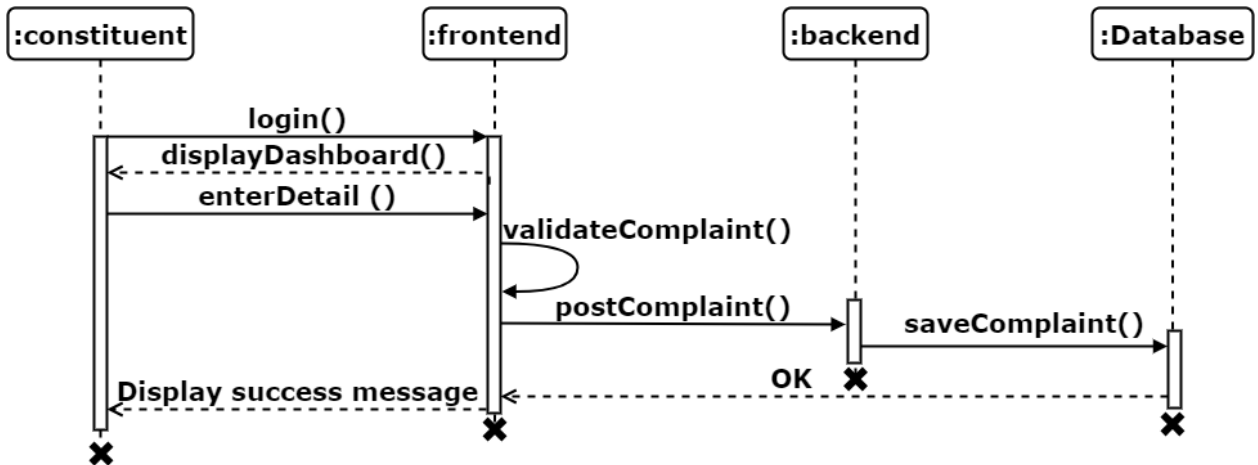 :constituent
:frontend
:backend
:Database
login()
displayDashboard()
enterDetail ()
validateComplaint()
postComplaint()
saveComplaint()
OK
Display success message